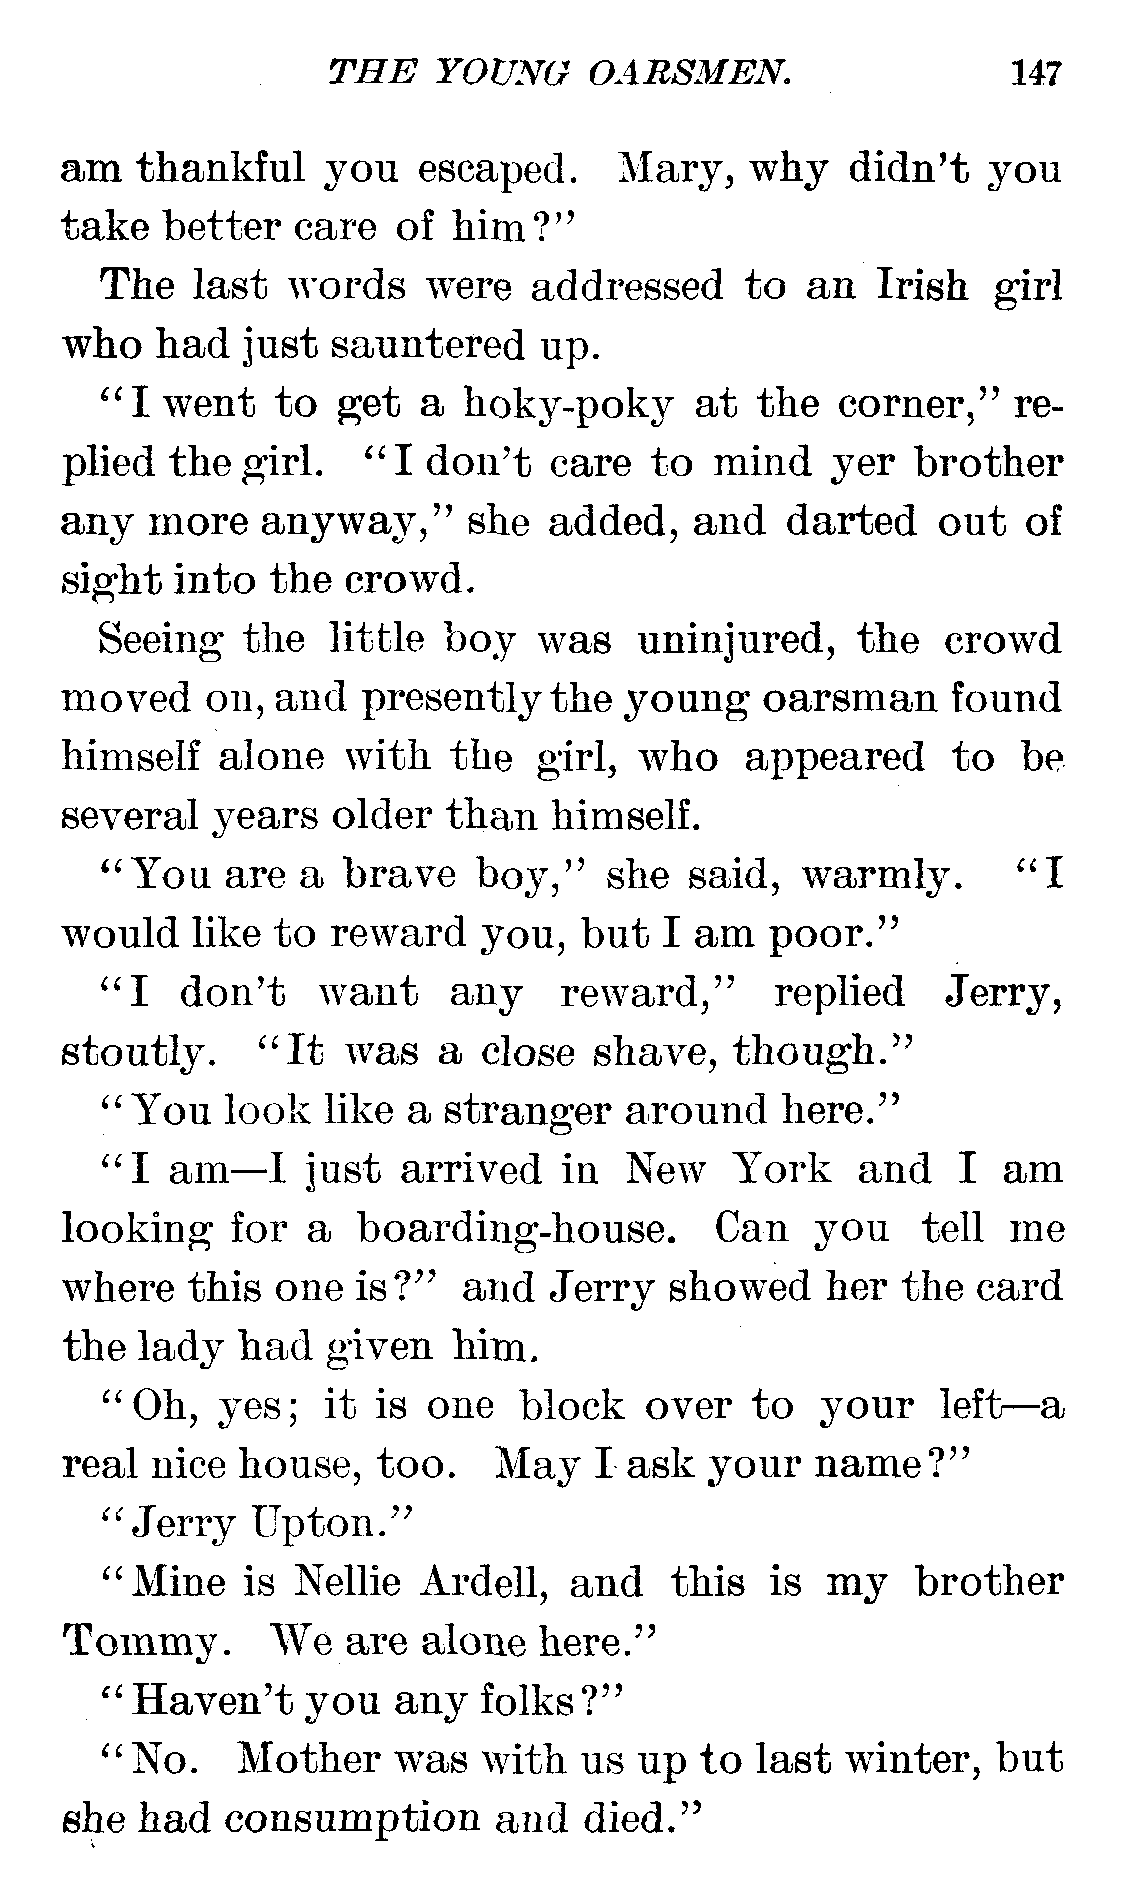 THE YOUNG OARSMEN. 147
am thankful you escaped. Mary, why didn't you
take better care of him?"
The last words were addressed to an Irish girl
who had just sauntered up.
"I went to get a hoky-poky at the corner," re-
plied the girl. "I don't care to mind yer brother
any more anyway," she added, and darted out of
sight into the crowd.
Seeing the little boy was uninjured, the crowd
moved on, and presently the young oarsman found
himself alone with the girl, who appeared to be
several years older than himself.
"You are a brave boy," she said, warmly. "I
would like to reward you, but I am poor."
"I don't want any reward," replied Jerry,
stoutly. "It was a close shave, though."
"You look like a stranger around here."
"I am—I just arrived in New York and I am
looking for a boarding-house. Can you tell me
where this one is?" and Jerry showed her the card
the lady had given him.
"Oh, yes; it is one block over to your left—a
real nice house, too. May I ask your name?"
"Jerry Upton."
"Mine is Nellie Ardell, and this is my brother
Tommy. We are alone here."
"Haven't you any folks?"
"No. Mother was with us up to last winter, but
she had consumption and died."